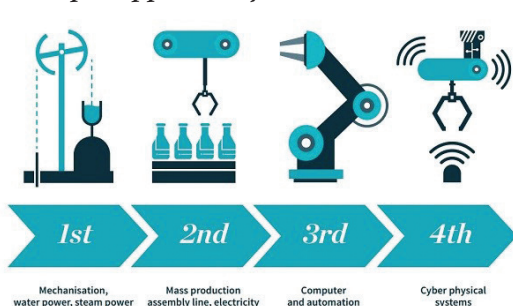 1st
2nd
3rd
4th
Mechanisation,
water power, steam power
Mass production
assembly line, electricity
Computer
and automation
Cyber physical
systems